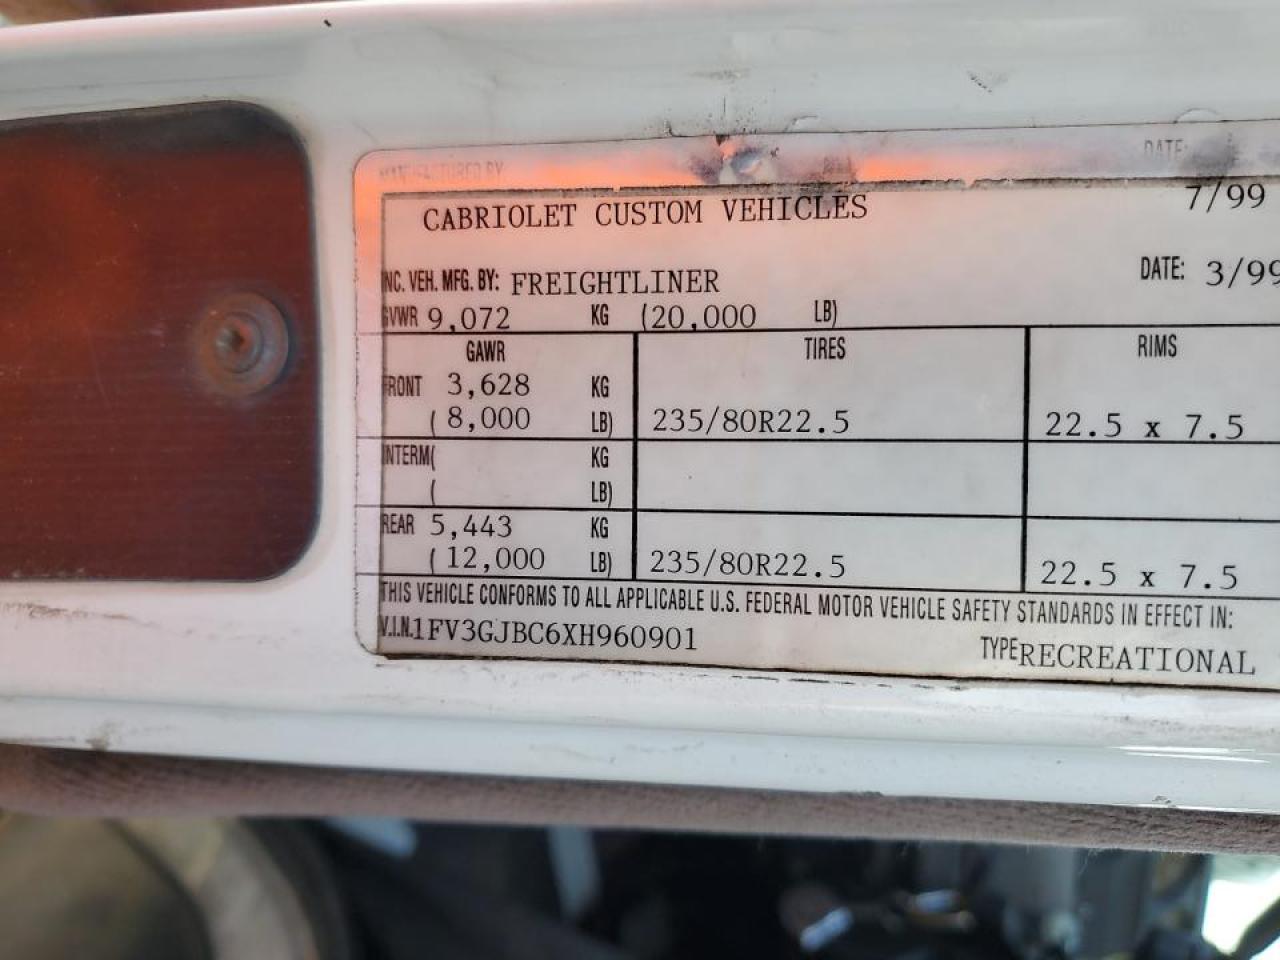 MANUFACTURED BY: DATE:
CABRIOLET CUSTOM VEHICLES 7/99
INC. VEH. MFG. BY: FREIGHTLINER DATE: 3/99
GVWR 9,072 KG (20,000 LB)
GAWR TIRES RIMS
FRONT 3,628 KG
(8,000 LB) 235/80R22.5 22.5 x 7.5
INTERM( KG
( LB)
REAR 5,443 KG
(12,000 LB) 235/80R22.5 22.5 x 7.5
THIS VEHICLE CONFORMS TO ALL APPLICABLE U.S. FEDERAL MOTOR VEHICLE SAFETY STANDARDS IN EFFECT IN:
V.I.N. 1FV3GJBC6XH960901 TYPE RECREATIONAL